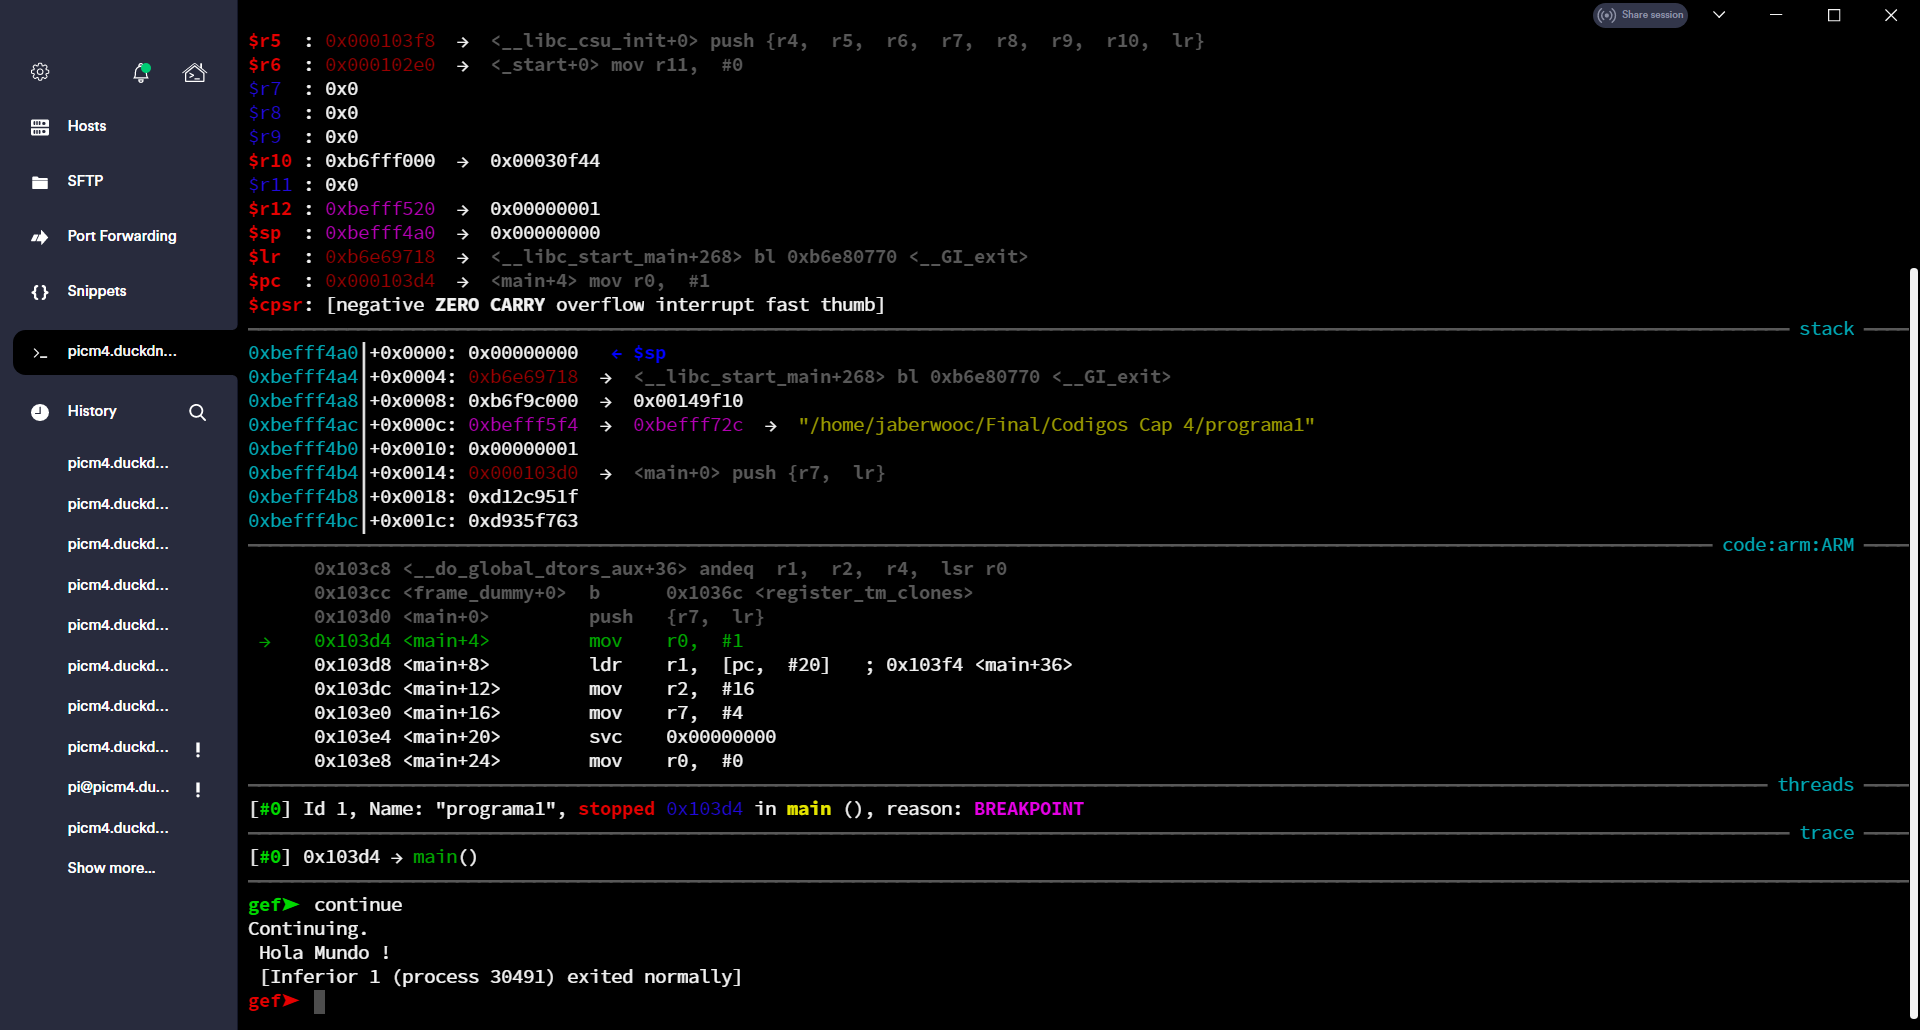 Share session
Hosts
SFTP
Port Forwarding
Snippets
picm4.duckdn...
History
picm4.duckd...
picm4.duckd...
picm4.duckd...
picm4.duckd...
picm4.duckd...
picm4.duckd...
picm4.duckd...
picm4.duckd... !
pi@picm4.du... !
picm4.duckd...
Show more...
$r5  : 0x000103f8  →  <__libc_csu_init+0> push {r4,  r5,  r6,  r7,  r8,  r9,  r10,  lr}
$r6  : 0x000102e0  →  <_start+0> mov r11,  #0
$r7  : 0x0
$r8  : 0x0
$r9  : 0x0
$r10 : 0xb6fff000  →  0x00030f44
$r11 : 0x0
$r12 : 0xbefff520  →  0x00000001
$sp  : 0xbefff4a0  →  0x00000000
$lr  : 0xb6e69718  →  <__libc_start_main+268> bl 0xb6e80770 <__GI_exit>
$pc  : 0x000103d4  →  <main+4> mov r0,  #1
$cpsr: [negative ZERO CARRY overflow interrupt fast thumb]
stack
0xbefff4a0│+0x0000: 0x00000000   ← $sp
0xbefff4a4│+0x0004: 0xb6e69718  →  <__libc_start_main+268> bl 0xb6e80770 <__GI_exit>
0xbefff4a8│+0x0008: 0xb6f9c000  →  0x00149f10
0xbefff4ac│+0x000c: 0xbefff5f4  →  0xbefff72c  →  "/home/jaberwooc/Final/Codigos Cap 4/programa1"
0xbefff4b0│+0x0010: 0x00000001
0xbefff4b4│+0x0014: 0x000103d0  →  <main+0> push {r7,  lr}
0xbefff4b8│+0x0018: 0xd12c951f
0xbefff4bc│+0x001c: 0xd935f763
code:arm:ARM
0x103c8 <__do_global_dtors_aux+36> andeq  r1,  r2,  r4,  lsr r0
0x103cc <frame_dummy+0>  b      0x1036c <register_tm_clones>
0x103d0 <main+0>         push   {r7,  lr}
→    0x103d4 <main+4>         mov    r0,  #1
0x103d8 <main+8>         ldr    r1,  [pc,  #20]   ; 0x103f4 <main+36>
0x103dc <main+12>        mov    r2,  #16
0x103e0 <main+16>        mov    r7,  #4
0x103e4 <main+20>        svc    0x00000000
0x103e8 <main+24>        mov    r0,  #0
threads
[#0] Id 1, Name: "programa1", stopped 0x103d4 in main (), reason: BREAKPOINT
trace
[#0] 0x103d4 → main()
gef➤  continue
Continuing.
Hola Mundo !
[Inferior 1 (process 30491) exited normally]
gef➤